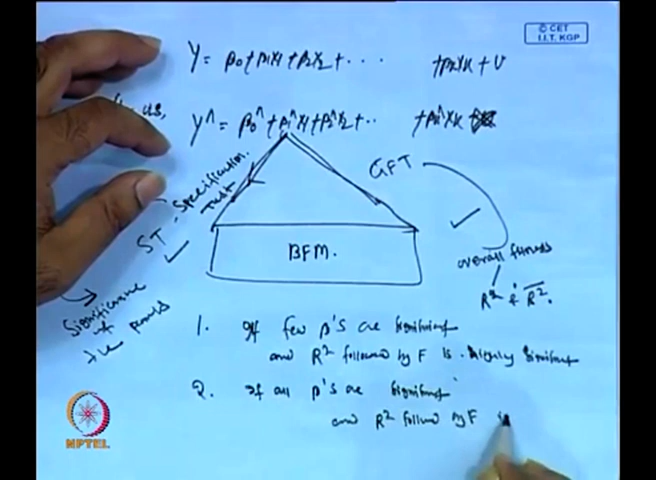 © CET
I.I.T. KGP
Y = β0 + β1X1 + β2X2 + . . . + βkXk + U
Y^ = β0^ + β1^X1 + β2^X2 + .. + βk^Xk
ST - Specification Test
GFT
BFM.
overall fitness
R² & R̅².
Significance of the
1. If few β's are significant
and R² followed by F is highly significant
2. If all β's are significant
and R² followed by F
NPTEL